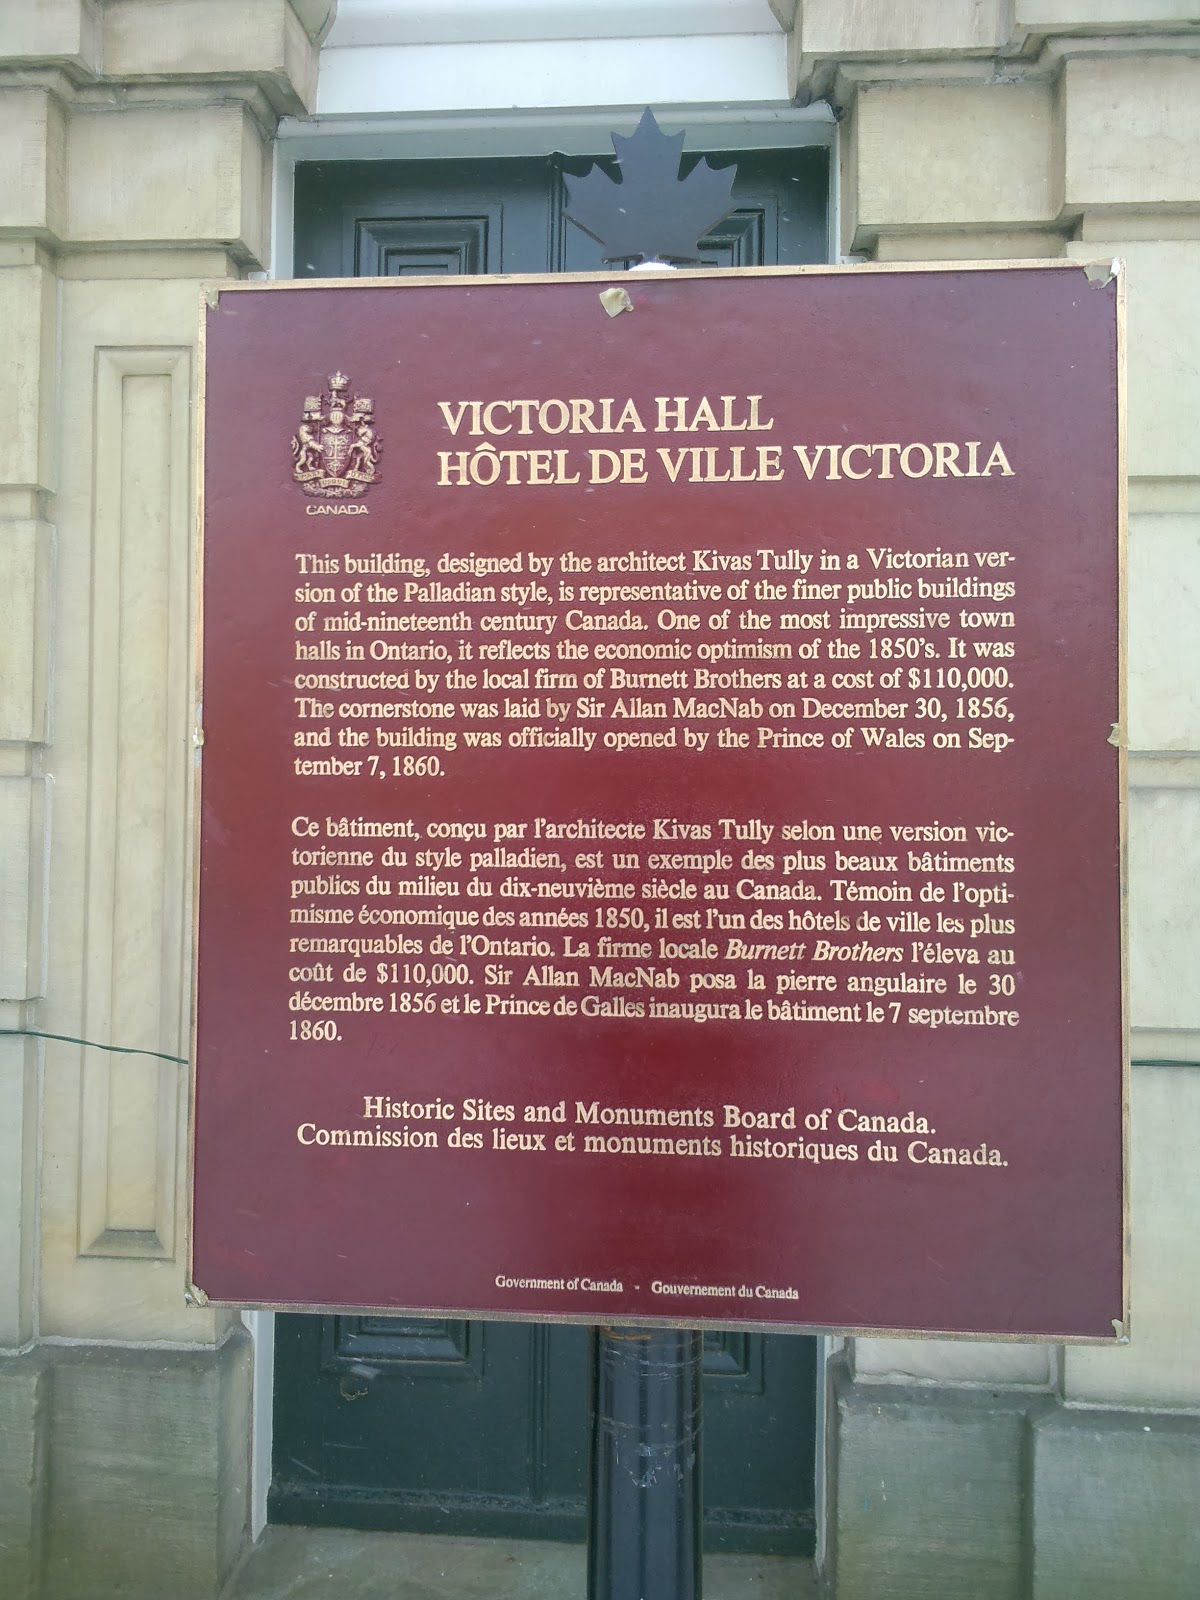 CANADA
VICTORIA HALL
HÔTEL DE VILLE VICTORIA
This building, designed by the architect Kivas Tully in a Victorian ver-
sion of the Palladian style, is representative of the finer public buildings
of mid-nineteenth century Canada. One of the most impressive town
halls in Ontario, it reflects the economic optimism of the 1850's. It was
constructed by the local firm of Burnett Brothers at a cost of $110,000.
The cornerstone was laid by Sir Allan MacNab on December 30, 1856,
and the building was officially opened by the Prince of Wales on Sep-
tember 7, 1860.
Ce bâtiment, conçu par l'architecte Kivas Tully selon une version vic-
torienne du style palladien, est un exemple des plus beaux bâtiments
publics du milieu du dix-neuvième siècle au Canada. Témoin de l'opti-
misme économique des années 1850, il est l'un des hôtels de ville les plus
remarquables de l'Ontario. La firme locale Burnett Brothers l'éleva au
coût de $110,000. Sir Allan MacNab posa la pierre angulaire le 30
décembre 1856 et le Prince de Galles inaugura le bâtiment le 7 septembre
1860.
Historic Sites and Monuments Board of Canada.
Commission des lieux et monuments historiques du Canada.
Government of Canada - Gouvernement du Canada